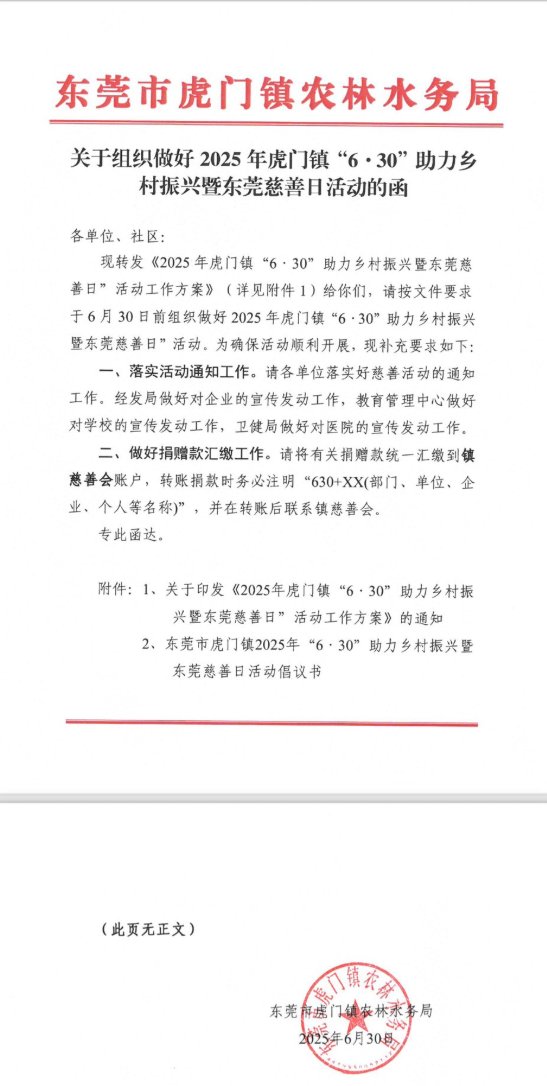 东莞市虎门镇农林水务局
关于组织做好 2025 年虎门镇“6·30”助力乡
村振兴暨东莞慈善日活动的函
各单位、社区：
现转发《2025 年虎门镇“6·30”助力乡村振兴暨东莞慈
善日”活动工作方案》（详见附件 1）给你们，请按文件要求
于 6 月 30 日前组织做好 2025 年虎门镇“6·30”助力乡村振兴
暨东莞慈善日”活动。为确保活动顺利开展，现补充要求如下：
一、落实活动通知工作。请各单位落实好慈善活动的通知
工作。经发局做好对企业的宣传发动工作，教育管理中心做好
对学校的宣传发动工作，卫健局做好对医院的宣传发动工作。
二、做好捐赠款汇缴工作。请将有关捐赠款统一汇缴到镇
慈善会账户，转账捐款时务必注明“630+XX(部门、单位、企
业、个人等名称)”，并在转账后联系镇慈善会。
专此函达。
附件：1、关于印发《2025年虎门镇“6·30”助力乡村振
兴暨东莞慈善日”活动工作方案》的通知
2、东莞市虎门镇2025年“6·30”助力乡村振兴暨
东莞慈善日活动倡议书
（此页无正文）
东莞市虎门镇农林水务局
东莞市虎门镇农林水务局
2025年6月30日